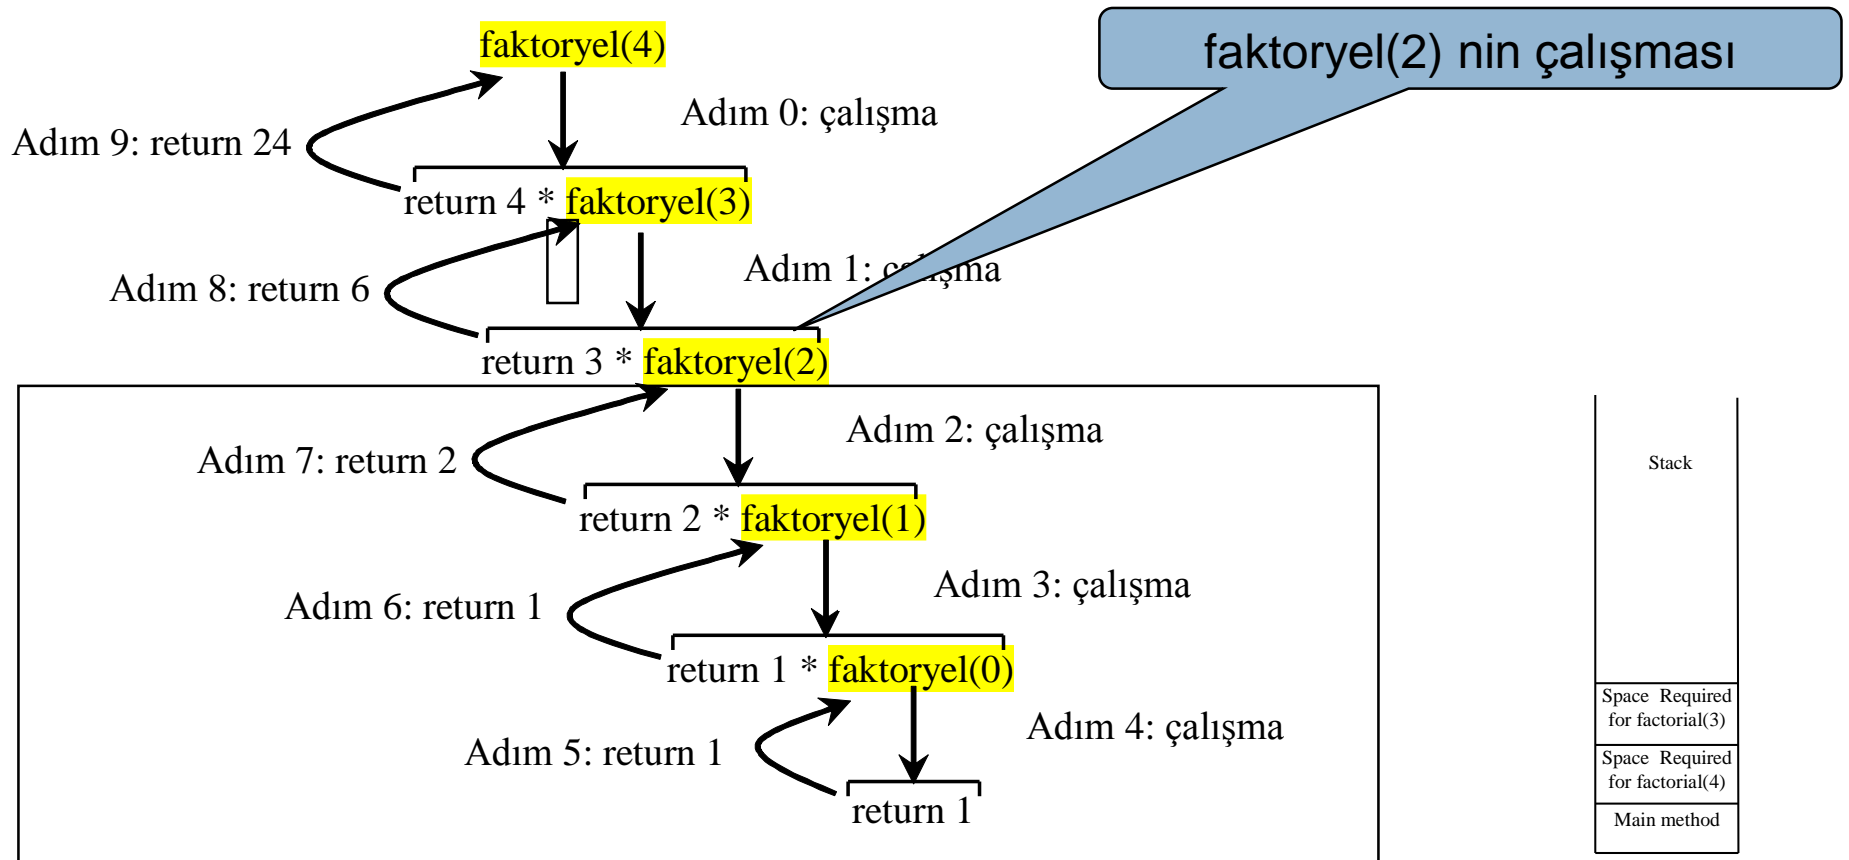 faktoryel(4)
faktoryel(2) nin çalışması
Adım 0: çalışma
Adım 9: return 24
return 4 * faktoryel(3)
Adım 1: çalışma
Adım 8: return 6
return 3 * faktoryel(2)
Adım 2: çalışma
Adım 7: return 2
Stack
return 2 * faktoryel(1)
Adım 3: çalışma
Adım 6: return 1
return 1 * faktoryel(0)
Space Required
for factorial(3)
Adım 4: çalışma
Adım 5: return 1
Space Required
for factorial(4)
return 1
Main method